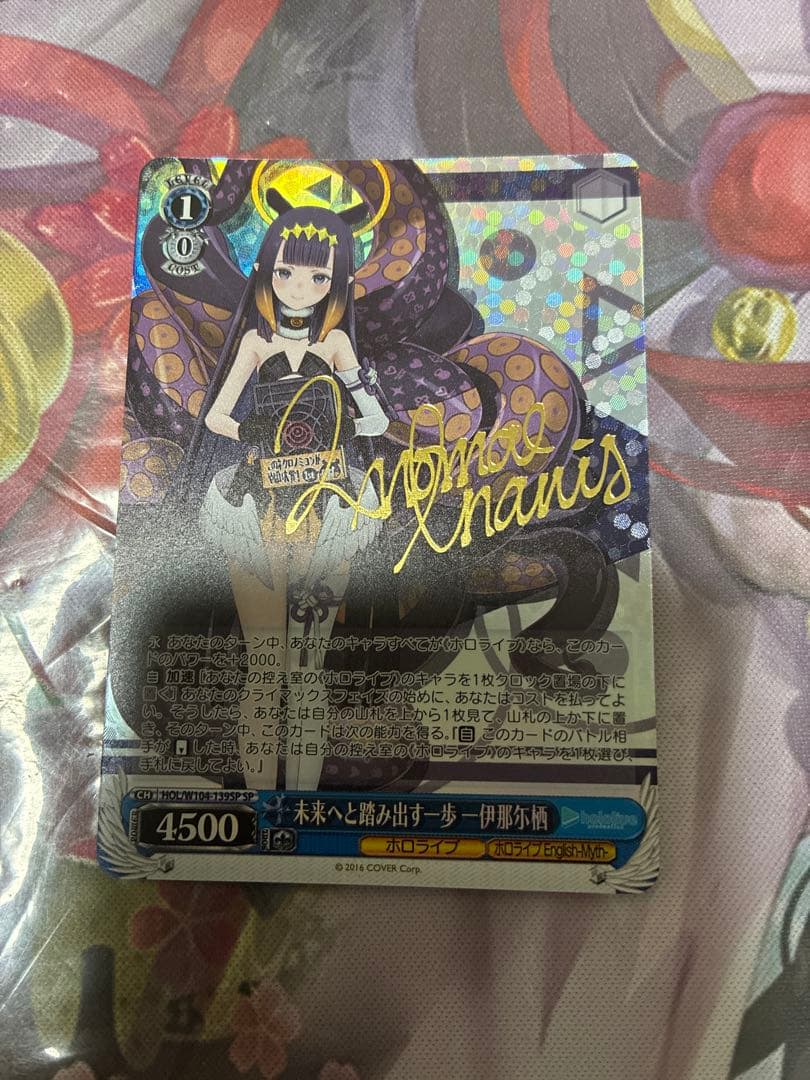 LEVEL
1
0
COST
Ninomae
Inanis
永 あなたのターン中、あなたのキャラすべてが《ホロライブ》なら、このカー
ドのパワーを+2000。
自 加速 [あなたの控え室の《ホロライブ》のキャラを1枚クロック置場の下に
置く] あなたのクライマックスフェイズの始めに、あなたはコストを払ってよ
い。そうしたら、あなたは自分の山札を上から1枚見て、山札の上か下に置
き、そのターン中、このカードは次の能力を得る。『自 このカードのバトル相
手が した時、あなたは自分の控え室の《ホロライブ》のキャラを1枚選び、
手札に戻してよい。』
CH HOL/W104-139SP SP
POWER 4500 SOUL
未来へと踏み出す一歩 一伊那尓栖
hololive
production
ホロライブ
ホロライブ English-Myth-
© 2016 COVER Corp.